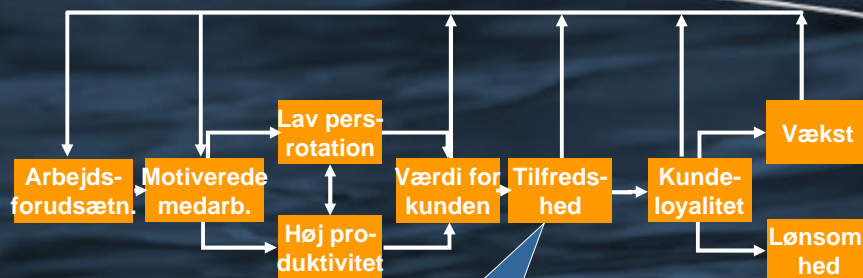 Arbejds-
forudsætn.
Motiverede
medarb.
Lav pers-
rotation
Høj pro-
duktivitet
Værdi for
kunden
Tilfreds-
hed
Kunde-
loyalitet
Vækst
Lønsom
hed